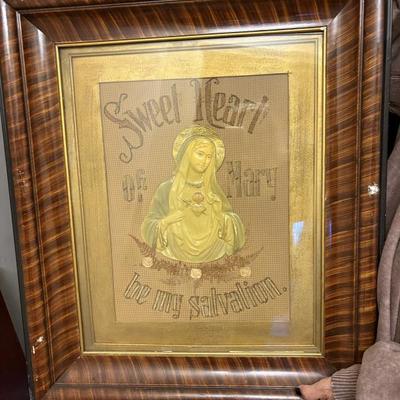 Sweet Heart
of Mary
be my salvation.